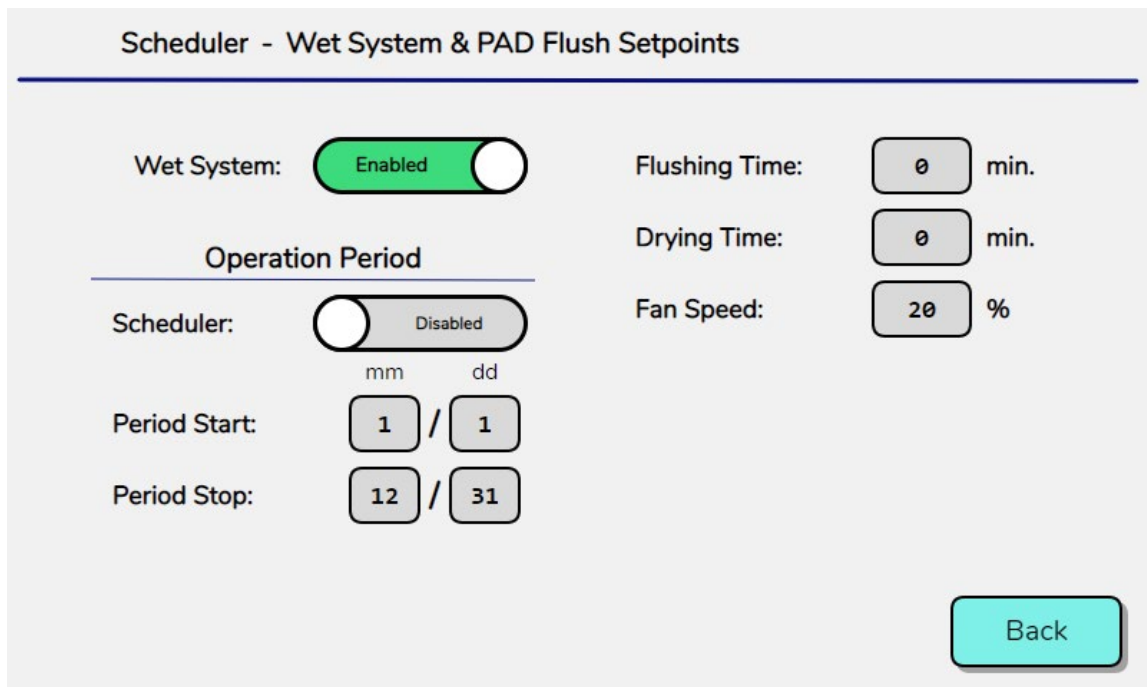 Scheduler - Wet System & PAD Flush Setpoints
Wet System: Enabled
Operation Period
Scheduler: Disabled
mm dd
Period Start: 1 / 1
Period Stop: 12 / 31
Flushing Time: 0 min.
Drying Time: 0 min.
Fan Speed: 20 %
Back